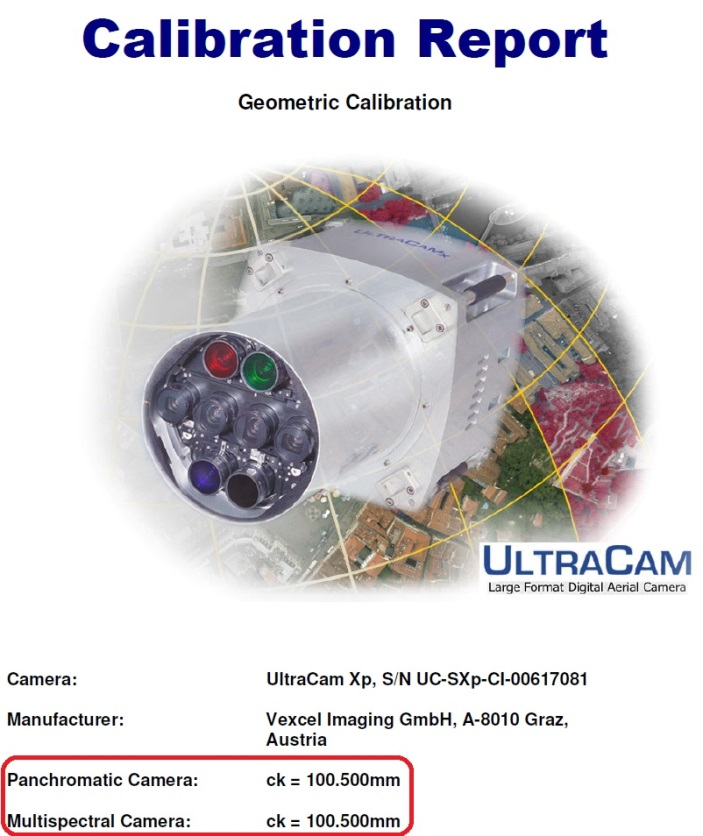 Calibration Report
Geometric Calibration
ULTRACAMX
ULTRACAM
Large Format Digital Aerial Camera
Camera: UltraCam Xp, S/N UC-SXp-CI-00617081
Manufacturer: Vexcel Imaging GmbH, A-8010 Graz,
Austria
Panchromatic Camera: ck = 100.500mm
Multispectral Camera: ck = 100.500mm